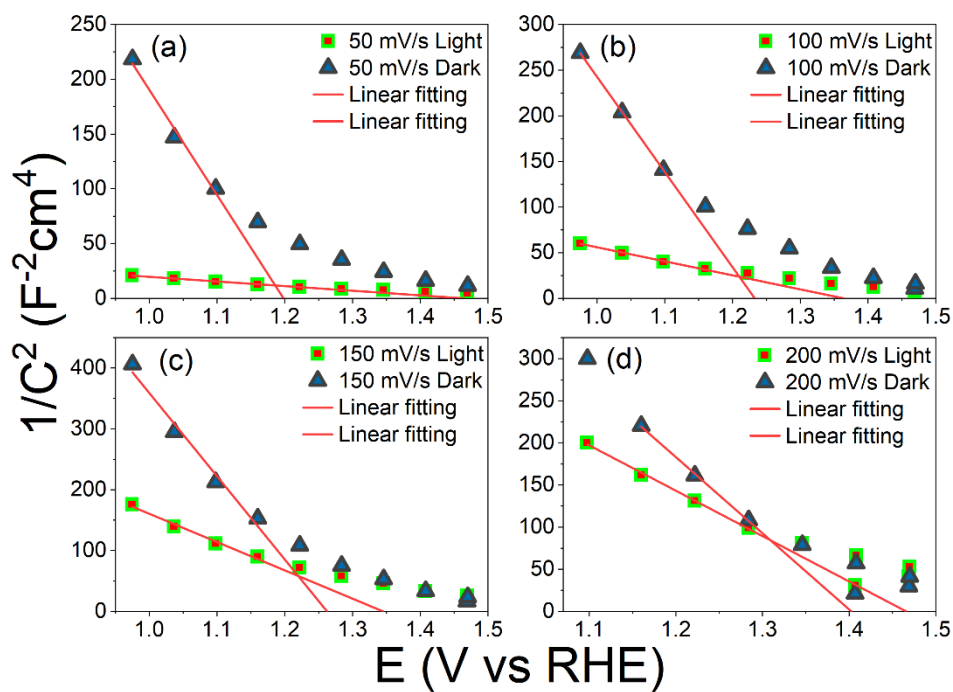 (a)
50 mV/s Light
50 mV/s Dark
Linear fitting
Linear fitting
250
200
150
100
50
0
1.0 1.1 1.2 1.3 1.4 1.5
(b)
100 mV/s Light
100 mV/s Dark
Linear fitting
Linear fitting
300
250
200
150
100
50
0
1.0 1.1 1.2 1.3 1.4 1.5
1/C² (F⁻²cm⁴)
(c)
150 mV/s Light
150 mV/s Dark
Linear fitting
Linear fitting
400
300
200
100
0
1.0 1.1 1.2 1.3 1.4 1.5
(d)
200 mV/s Light
200 mV/s Dark
Linear fitting
Linear fitting
300
250
200
150
100
50
0
1.1 1.2 1.3 1.4 1.5
E (V vs RHE)